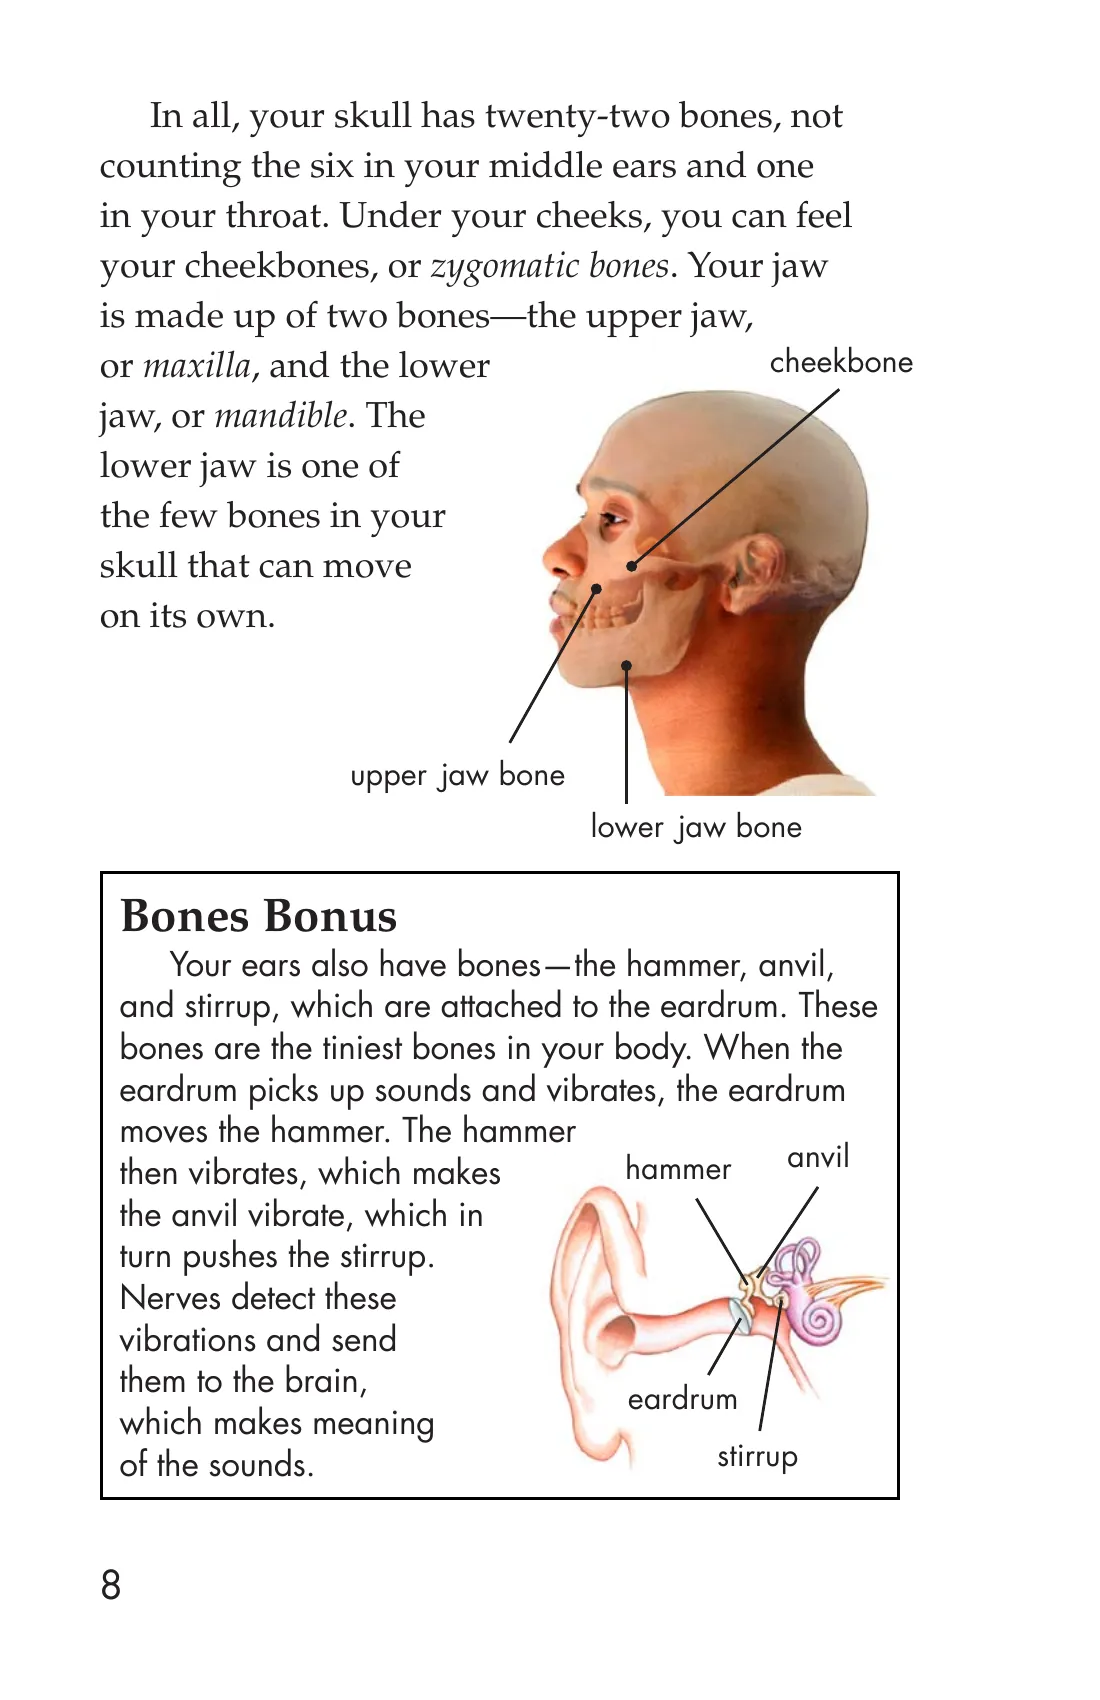 In all, your skull has twenty-two bones, not
counting the six in your middle ears and one
in your throat. Under your cheeks, you can feel
your cheekbones, or zygomatic bones. Your jaw
is made up of two bones—the upper jaw,
or maxilla, and the lower
jaw, or mandible. The
lower jaw is one of
the few bones in your
skull that can move
on its own.
cheekbone
upper jaw bone
lower jaw bone
Bones Bonus
Your ears also have bones—the hammer, anvil,
and stirrup, which are attached to the eardrum. These
bones are the tiniest bones in your body. When the
eardrum picks up sounds and vibrates, the eardrum
moves the hammer. The hammer
then vibrates, which makes
the anvil vibrate, which in
turn pushes the stirrup.
Nerves detect these
vibrations and send
them to the brain,
which makes meaning
of the sounds.
hammer
anvil
eardrum
stirrup
8